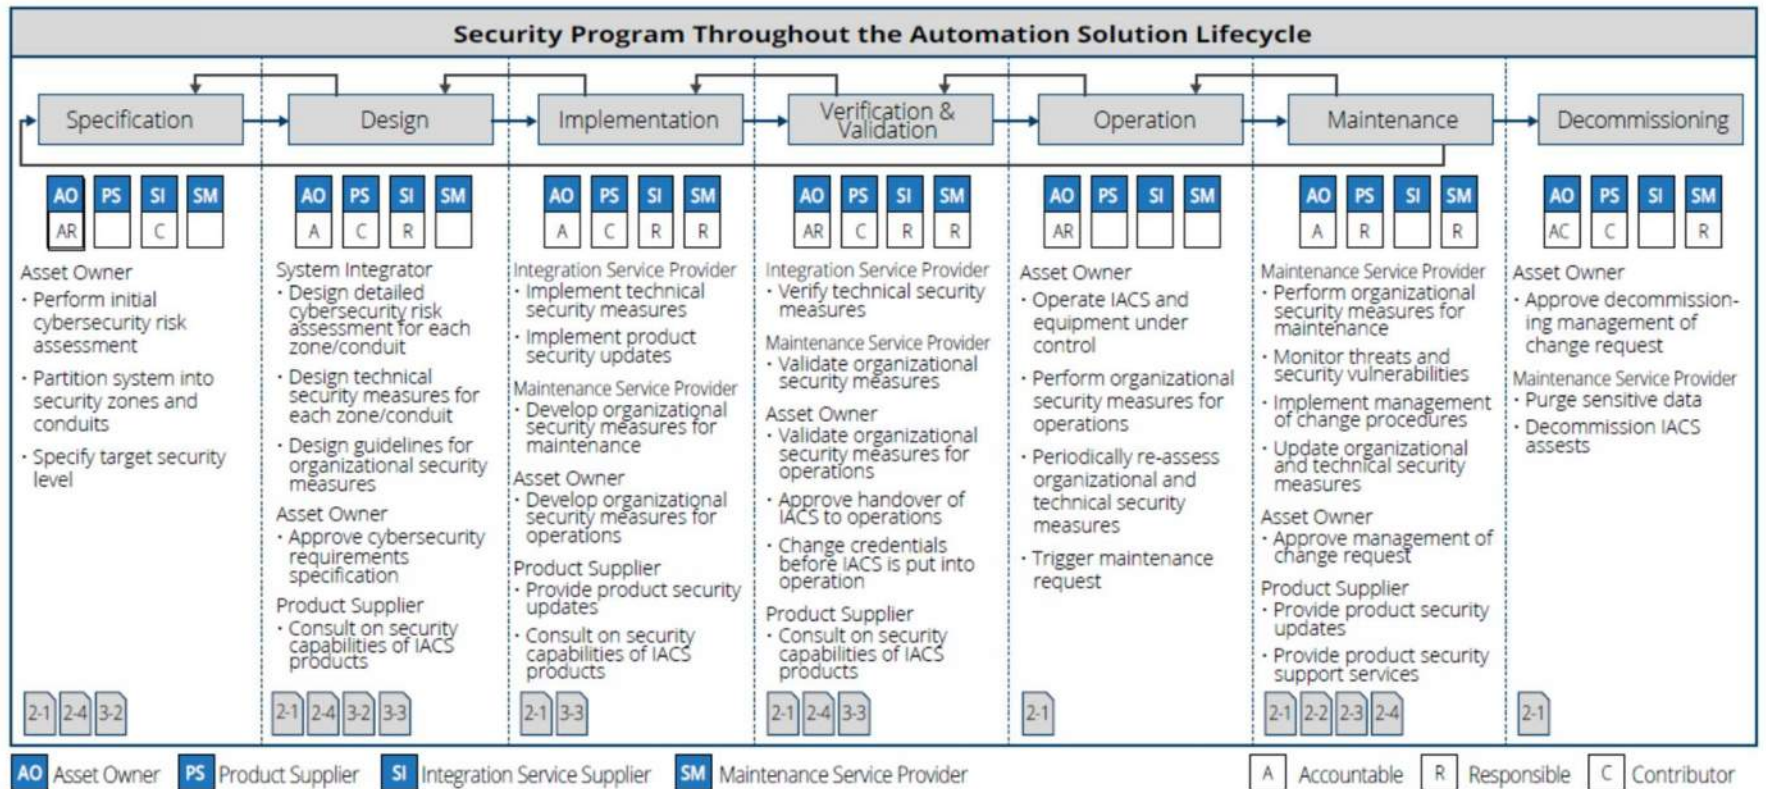 Security Program Throughout the Automation Solution Lifecycle
Specification
Design
Implementation
Verification &
Validation
Operation
Maintenance
Decommissioning
AO PS SI SM
AR C
Asset Owner
· Perform initial
cybersecurity risk
assessment
· Partition system into
security zones and
conduits
· Specify target security
level
2-1 2-4 3-2
AO PS SI SM
A C R
System Integrator
· Design detailed
cybersecurity risk
assessment for each
zone/conduit
· Design technical
security measures for
each zone/conduit
· Design guidelines for
organizational security
measures
Asset Owner
· Approve cybersecurity
requirements
specification
Product Supplier
· Consult on security
capabilities of IACS
products
2-1 2-4 3-2 3-3
AO PS SI SM
A C R R
Integration Service Provider
· Implement technical
security measures
· Implement product
security updates
Maintenance Service Provider
· Develop organizational
security measures for
maintenance
Asset Owner
· Develop organizational
security measures for
operations
Product Supplier
· Provide product security
updates
· Consult on security
capabilities of IACS
products
2-1 3-3
AO PS SI SM
AR C R R
Integration Service Provider
· Verify technical security
measures
Maintenance Service Provider
· Validate organizational
security measures
Asset Owner
· Validate organizational
security measures for
operations
· Approve handover of
IACS to operations
· Change credentials
before IACS is put into
operation
Product Supplier
· Consult on security
capabilities of IACS
products
2-1 2-4 3-3
AO PS SI SM
AR
Asset Owner
· Operate IACS and
equipment under
control
· Perform organizational
security measures for
operations
· Periodically re-assess
organizational and
technical security
measures
· Trigger maintenance
request
2-1
AO PS SI SM
A R R
Maintenance Service Provider
· Perform organizational
security measures for
maintenance
· Monitor threats and
security vulnerabilities
· Implement management
of change procedures
· Update organizational
and technical security
measures
Asset Owner
· Approve management of
change request
Product Supplier
· Provide product security
updates
· Provide product security
support services
2-1 2-2 2-3 2-4
AO PS SI SM
AC C R
Asset Owner
· Approve decommission-
ing management of
change request
Maintenance Service Provider
· Purge sensitive data
· Decommission IACS
assests
2-1
AO Asset Owner PS Product Supplier SI Integration Service Supplier SM Maintenance Service Provider A Accountable R Responsible C Contributor